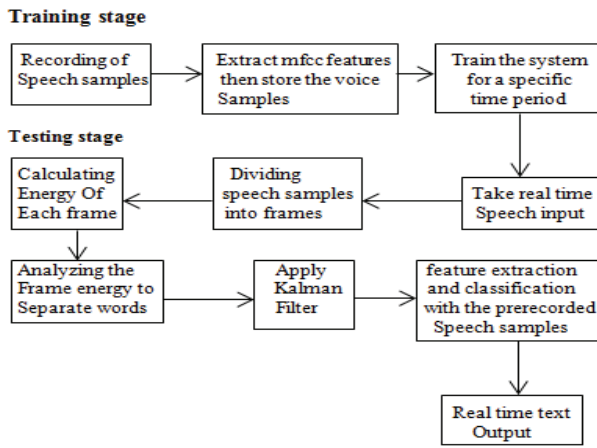 Training stage
Recording of
Speech samples
Extract mfcc features
then store the voice
Samples
Train the system
for a specific
time period
Testing stage
Take real time
Speech input
Dividing
speech samples
into frames
Calculating
Energy Of
Each frame
Analyzing the
Frame energy to
Separate words
Apply
Kalman
Filter
feature extraction
and classification
with the prerecorded
Speech samples
Real time text
Output